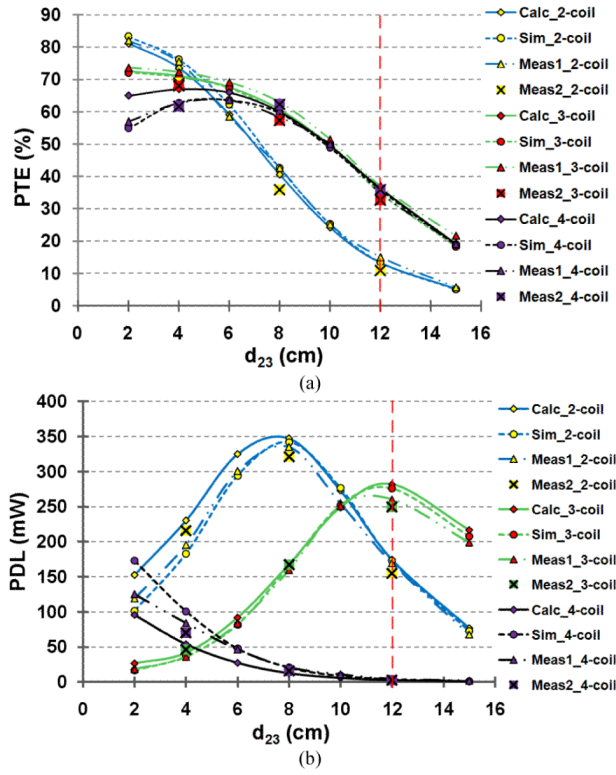 PTE (%)
90
80
70
60
50
40
30
20
10
0
0 2 4 6 8 10 12 14 16
d23 (cm)
Calc_2-coil
Sim_2-coil
Meas1_2-coil
Meas2_2-coil
Calc_3-coil
Sim_3-coil
Meas1_3-coil
Meas2_3-coil
Calc_4-coil
Sim_4-coil
Meas1_4-coil
Meas2_4-coil
(a)
PDL (mW)
400
350
300
250
200
150
100
50
0
0 2 4 6 8 10 12 14 16
d23 (cm)
Calc_2-coil
Sim_2-coil
Meas1_2-coil
Meas2_2-coil
Calc_3-coil
Sim_3-coil
Meas1_3-coil
Meas2_3-coil
Calc_4-coil
Sim_4-coil
Meas1_4-coil
Meas2_4-coil
(b)